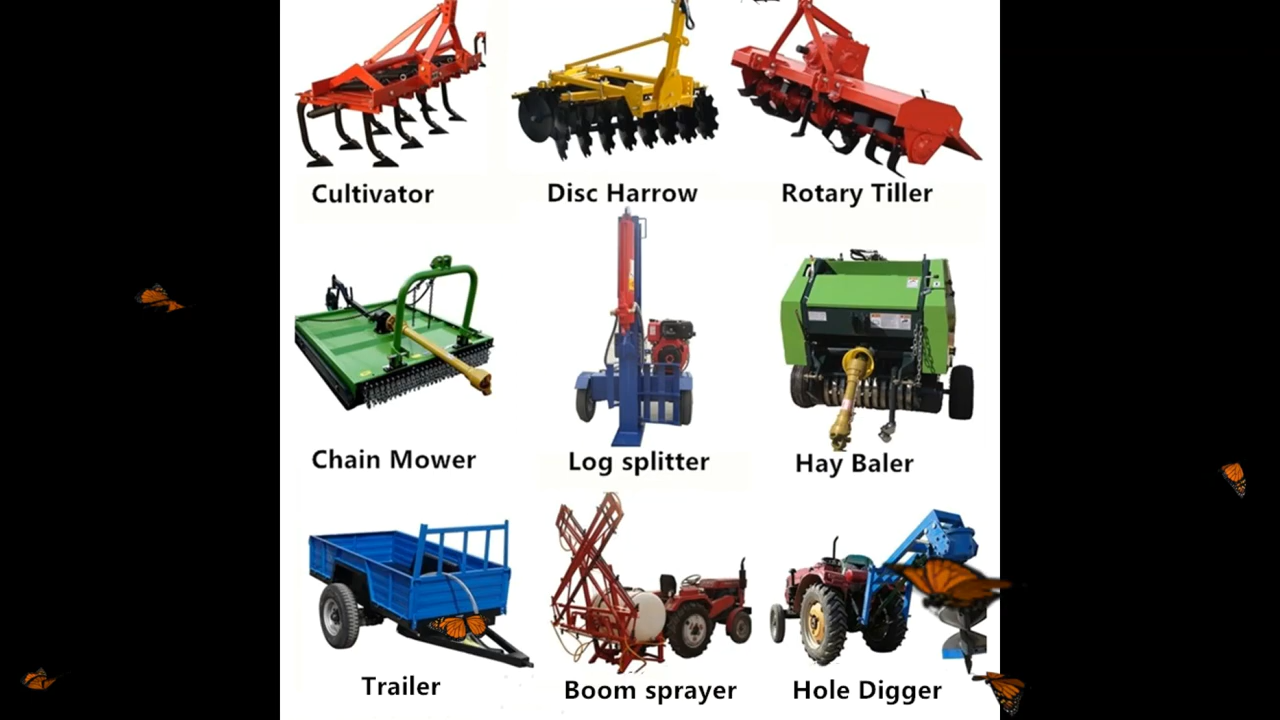 Cultivator
Disc Harrow
Rotary Tiller
Chain Mower
Log splitter
Hay Baler
Trailer
Boom sprayer
Hole Digger